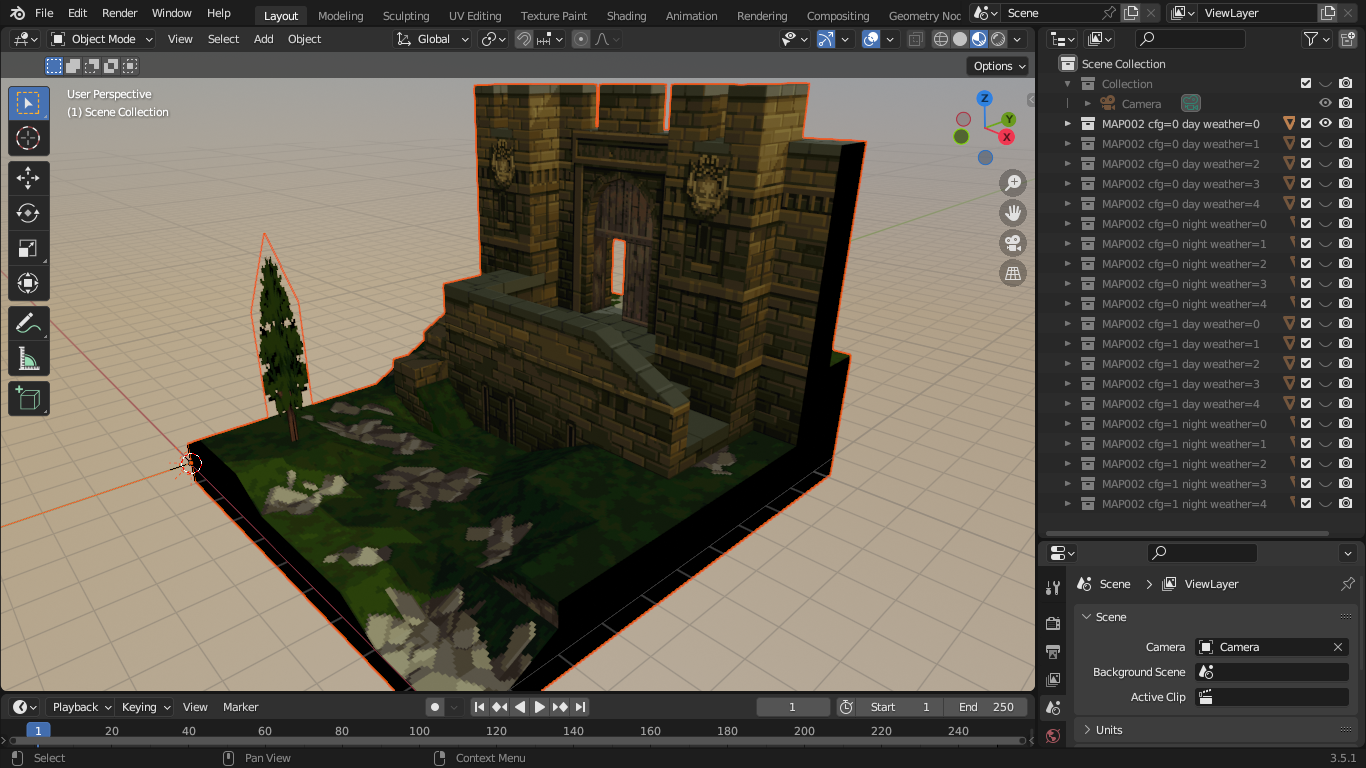 File Edit Render Window Help Layout Modeling Sculpting UV Editing Texture Paint Shading Animation Rendering Compositing Geometry Noc Scene ViewLayer
Object Mode View Select Add Object Global
Options
User Perspective
(1) Scene Collection
Z
Y
X
Scene Collection
Collection
Camera
MAP002 cfg=0 day weather=0
MAP002 cfg=0 day weather=1
MAP002 cfg=0 day weather=2
MAP002 cfg=0 day weather=3
MAP002 cfg=0 day weather=4
MAP002 cfg=0 night weather=0
MAP002 cfg=0 night weather=1
MAP002 cfg=0 night weather=2
MAP002 cfg=0 night weather=3
MAP002 cfg=0 night weather=4
MAP002 cfg=1 day weather=0
MAP002 cfg=1 day weather=1
MAP002 cfg=1 day weather=2
MAP002 cfg=1 day weather=3
MAP002 cfg=1 day weather=4
MAP002 cfg=1 night weather=0
MAP002 cfg=1 night weather=1
MAP002 cfg=1 night weather=2
MAP002 cfg=1 night weather=3
MAP002 cfg=1 night weather=4
Scene > ViewLayer
Scene
Camera Camera
Background Scene
Active Clip
Units
Playback Keying View Marker 1 Start 1 End 250
1 20 40 60 80 100 120 140 160 180 200 220 240
Select Pan View Context Menu 3.5.1